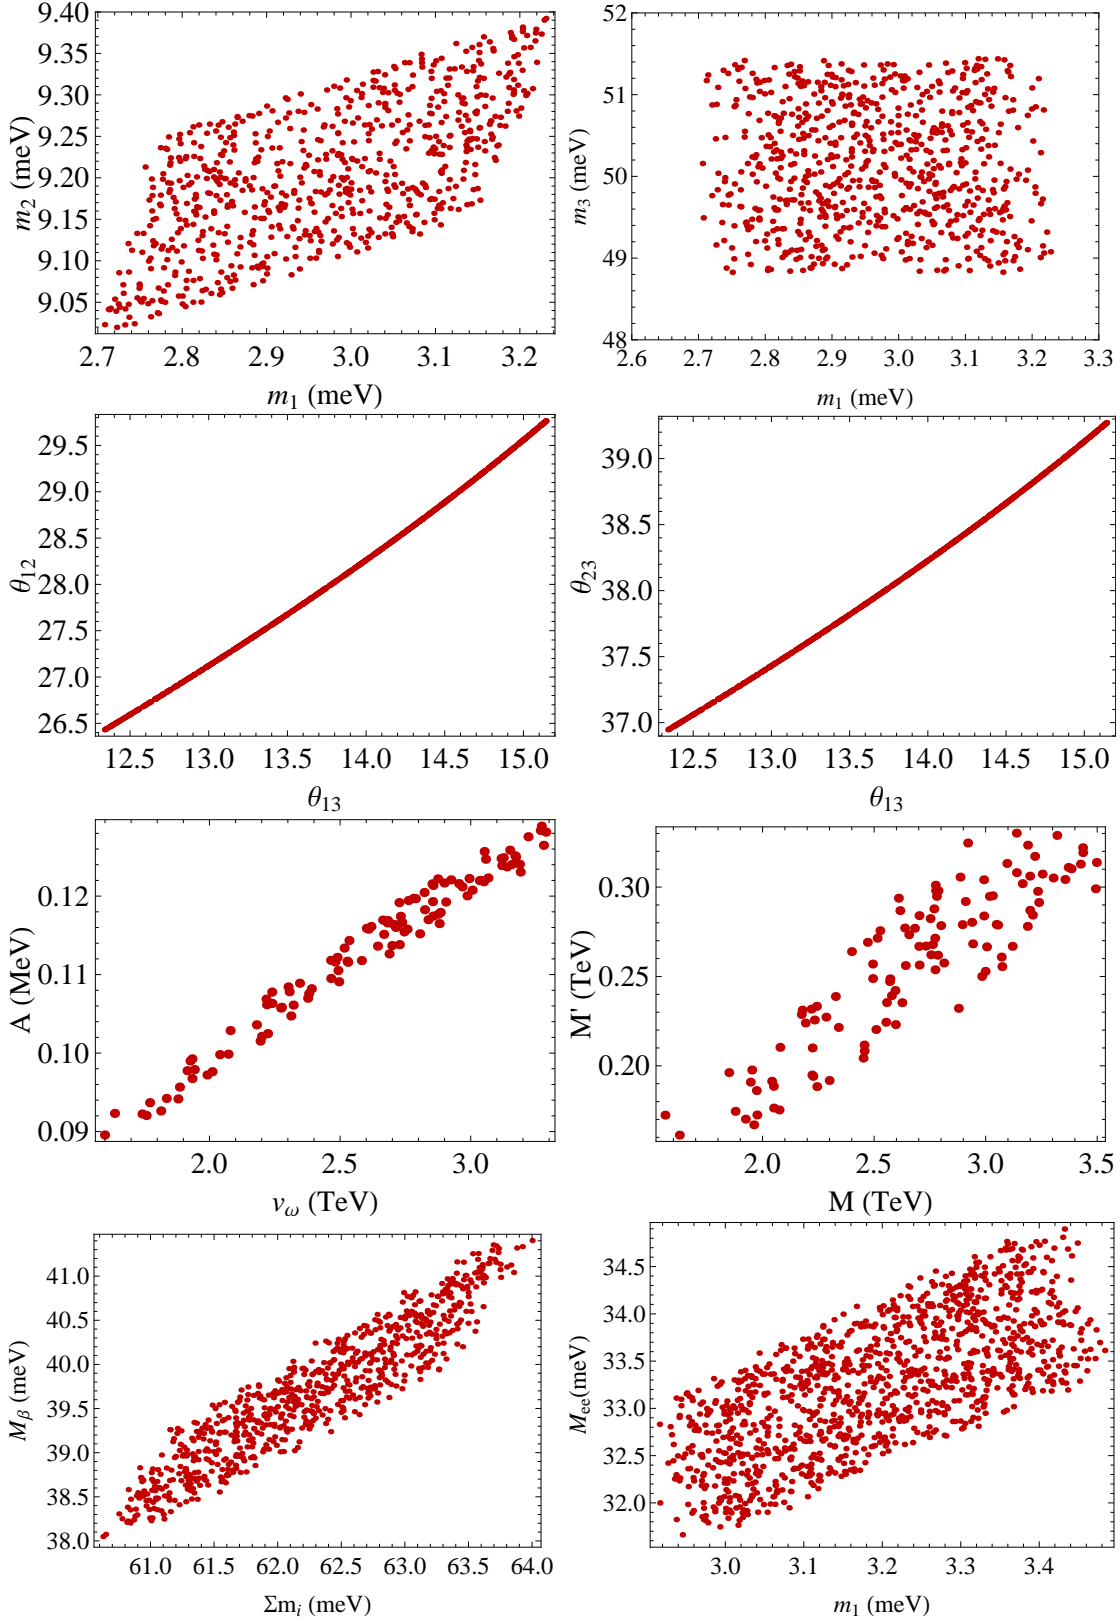 9.40
9.35
9.30
9.25
9.20
9.15
9.10
9.05
m₂ (meV)
2.7 2.8 2.9 3.0 3.1 3.2
m₁ (meV)
52
51
50
49
48
m₃ (meV)
2.6 2.7 2.8 2.9 3.0 3.1 3.2 3.3
m₁ (meV)
29.5
29.0
28.5
28.0
27.5
27.0
26.5
θ₁₂
12.5 13.0 13.5 14.0 14.5 15.0
θ₁₃
39.0
38.5
38.0
37.5
37.0
θ₂₃
12.5 13.0 13.5 14.0 14.5 15.0
θ₁₃
0.12
0.11
0.10
0.09
A (MeV)
2.0 2.5 3.0
v_ω (TeV)
0.30
0.25
0.20
M' (TeV)
2.0 2.5 3.0 3.5
M (TeV)
41.0
40.5
40.0
39.5
39.0
38.5
38.0
M_β (meV)
61.0 61.5 62.0 62.5 63.0 63.5 64.0
Σm_i (meV)
34.5
34.0
33.5
33.0
32.5
32.0
M_ee(meV)
3.0 3.1 3.2 3.3 3.4
m₁ (meV)